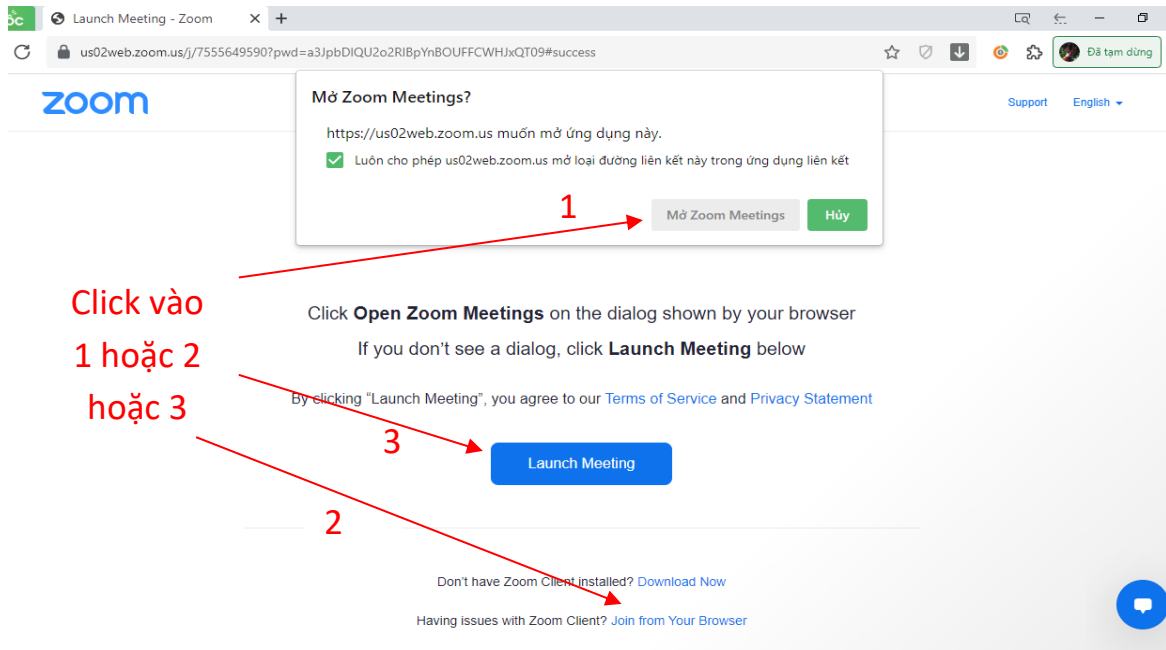 ốc
Launch Meeting - Zoom
us02web.zoom.us/j/7555649590?pwd=a3JpbDlQU2o2RlBpYnBOUFFCWHJxQT09#success
Đã tạm dừng
zoom
Support English
Mở Zoom Meetings?
https://us02web.zoom.us muốn mở ứng dụng này.
Luôn cho phép us02web.zoom.us mở loại đường liên kết này trong ứng dụng liên kết
1
Mở Zoom Meetings Hủy
Click vào
1 hoặc 2
hoặc 3
Click Open Zoom Meetings on the dialog shown by your browser
If you don't see a dialog, click Launch Meeting below
By clicking “Launch Meeting”, you agree to our Terms of Service and Privacy Statement
3
Launch Meeting
2
Don't have Zoom Client installed? Download Now
Having issues with Zoom Client? Join from Your Browser